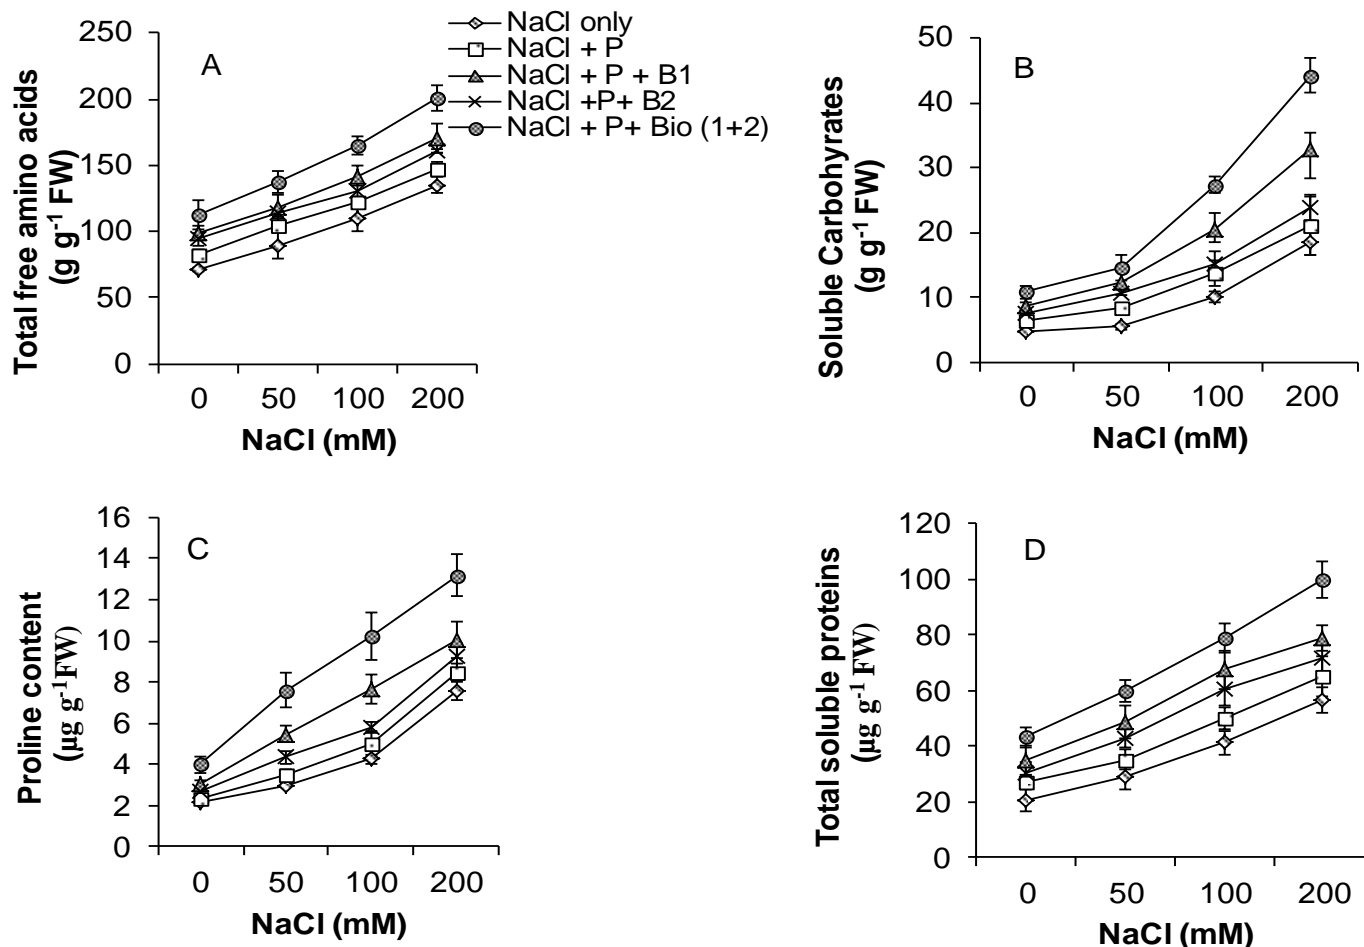 NaCl only
NaCl + P
NaCl + P + B1
NaCl +P+ B2
NaCl + P+ Bio (1+2)
A
Total free amino acids
(g g-1 FW)
250
200
150
100
50
0
0 50 100 200
NaCl (mM)
B
Soluble Carbohyrates
(g g-1 FW)
50
40
30
20
10
0
0 50 100 200
NaCl (mM)
C
Proline content
(µg g-1FW)
16
14
12
10
8
6
4
2
0
0 50 100 200
NaCl (mM)
D
Total soluble proteins
(µg g-1FW)
120
100
80
60
40
20
0
0 50 100 200
NaCl (mM)